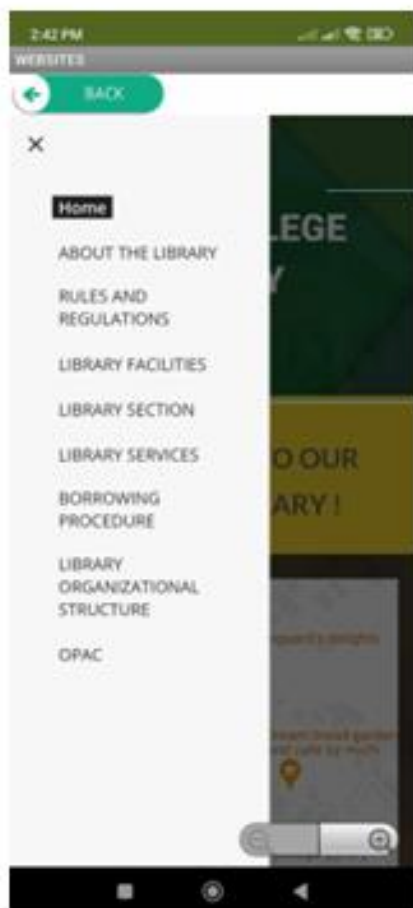 2:42 PM
WEBSITES
BACK
Home
LEGE
ABOUT THE LIBRARY
Y
RULES AND
REGULATIONS
LIBRARY FACILITIES
LIBRARY SECTION
LIBRARY SERVICES
O OUR
BORROWING
PROCEDURE
ARY !
LIBRARY
ORGANIZATIONAL
STRUCTURE
OPAC